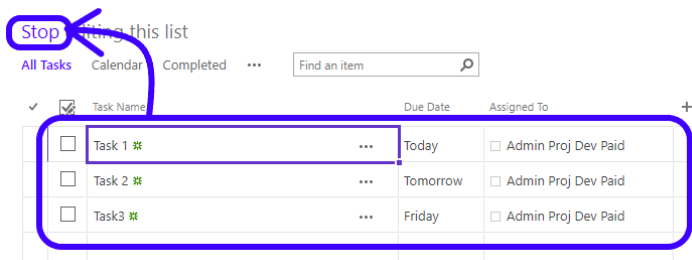 Stop editing this list
All Tasks Calendar Completed ••• Find an item
Task Name Due Date Assigned To
Task 1 ••• Today Admin Proj Dev Paid
Task 2 ••• Tomorrow Admin Proj Dev Paid
Task3 ••• Friday Admin Proj Dev Paid